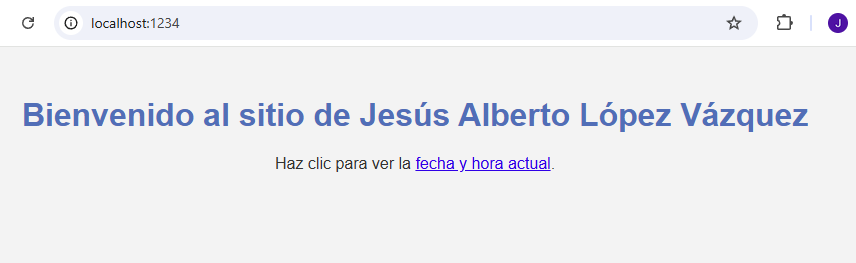 localhost:1234
J
Bienvenido al sitio de Jesús Alberto López Vázquez
Haz clic para ver la fecha y hora actual.